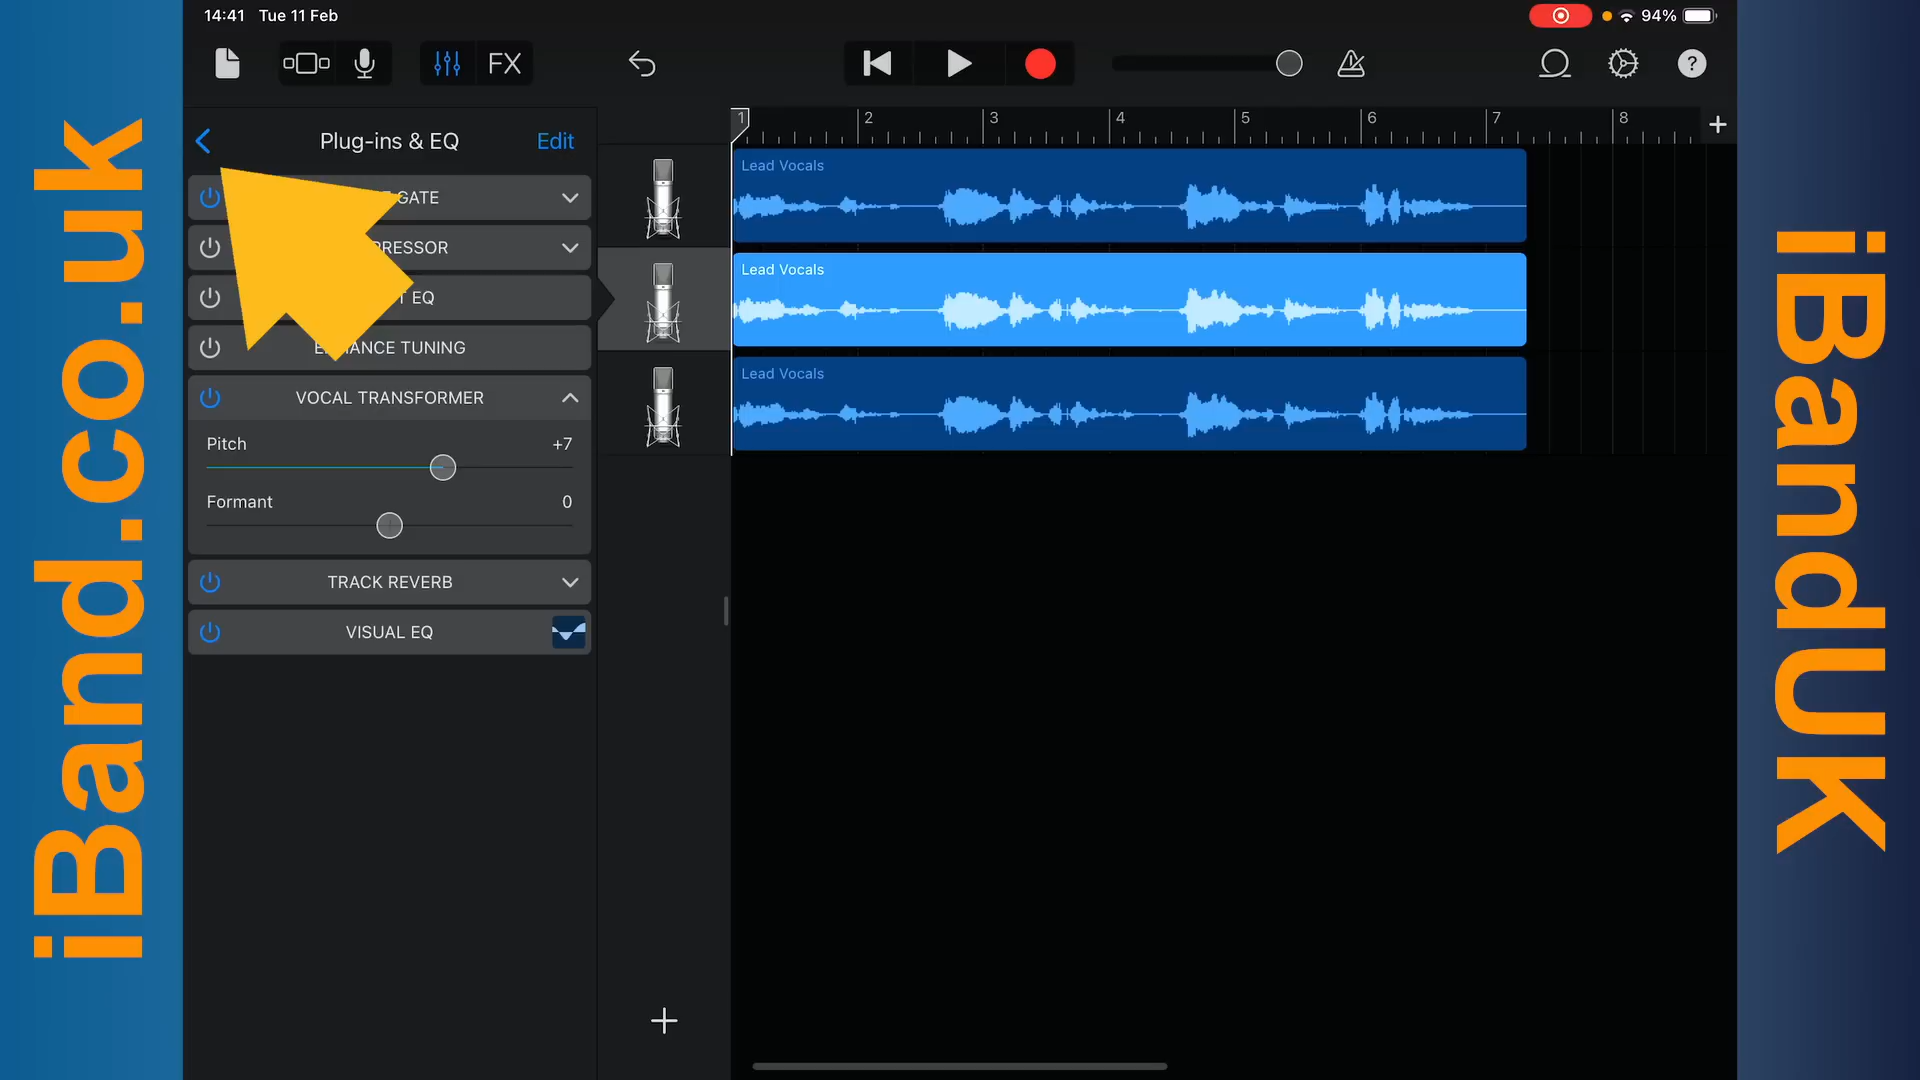 14:41 Tue 11 Feb
94%
FX
?
Plug-ins & EQ
Edit
GATE
PRESSOR
EQ
TUNING
VOCAL TRANSFORMER
Pitch
+7
Formant
0
TRACK REVERB
VISUAL EQ
1 2 3 4 5 6 7 8
Lead Vocals
Lead Vocals
Lead Vocals
iBand.co.uk
iBandUK